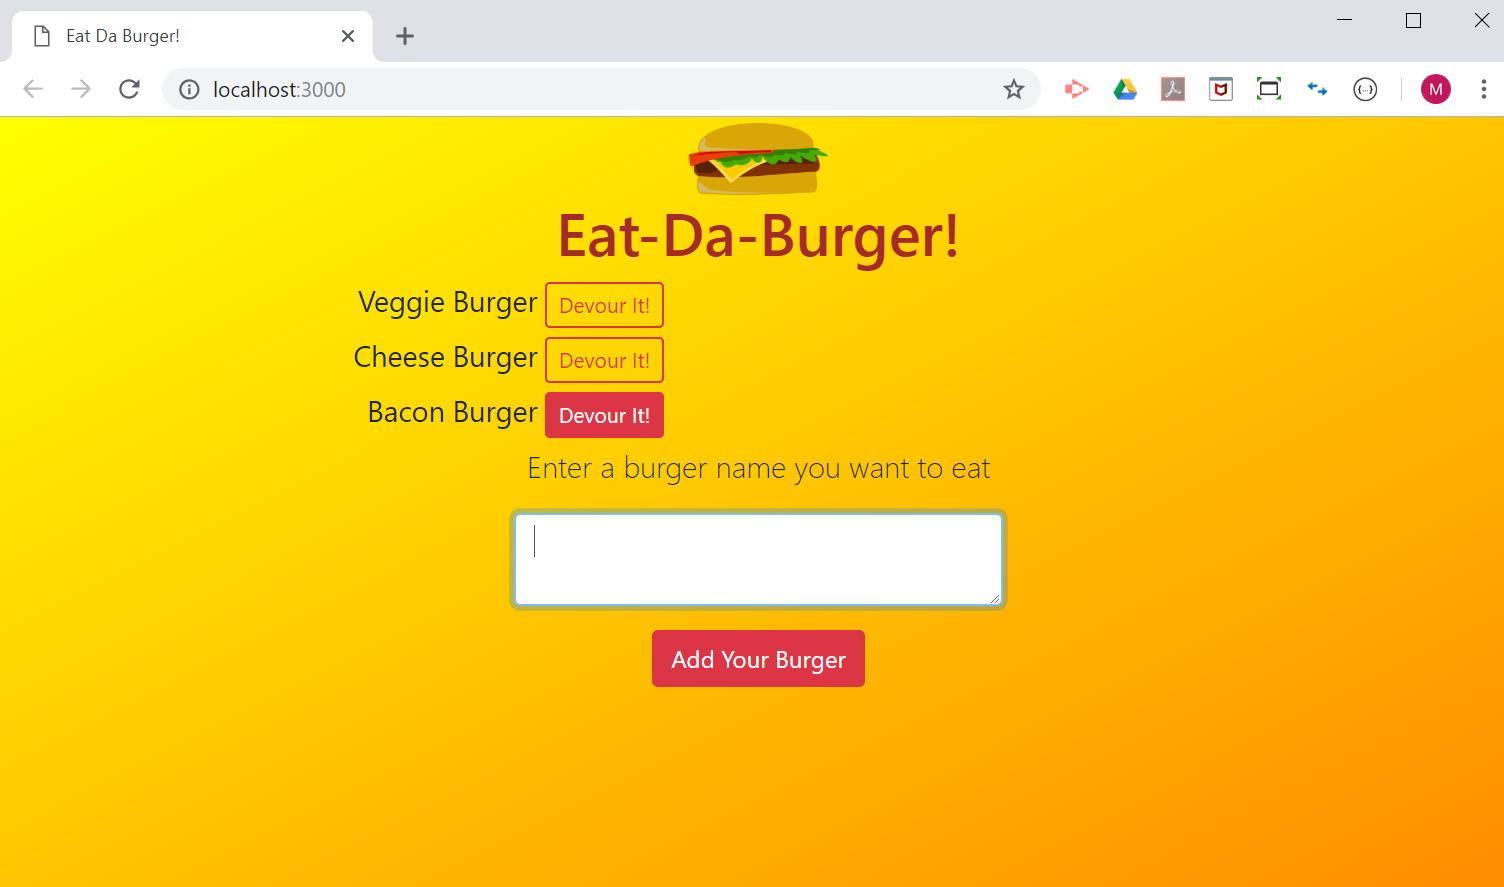 Eat Da Burger!
localhost:3000
M
Eat-Da-Burger!
Veggie Burger Devour It!
Cheese Burger Devour It!
Bacon Burger Devour It!
Enter a burger name you want to eat
Add Your Burger